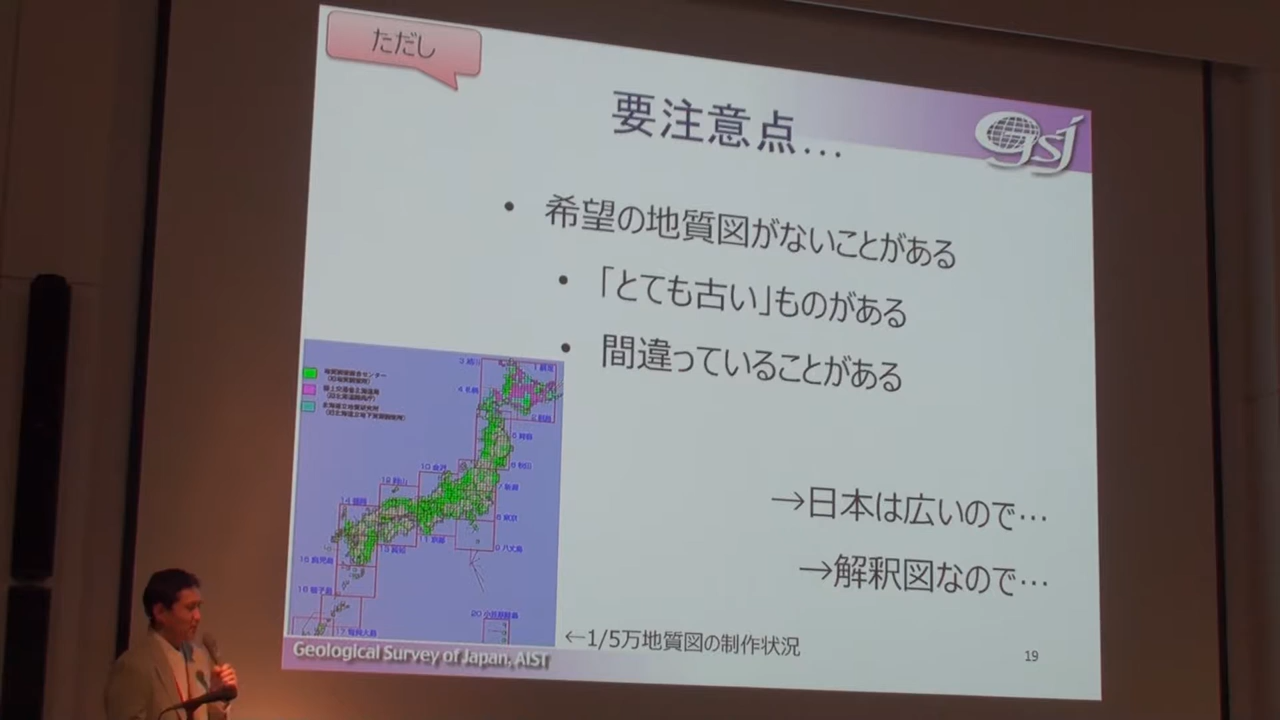 ただし
要注意点…
gsj
• 希望の地質図がないことがある
• 「とても古い」ものがある
• 間違っていることがある
→日本は広いので…
→解釈図なので…
←1/5万地質図の制作状況
Geological Survey of Japan, AIST
19